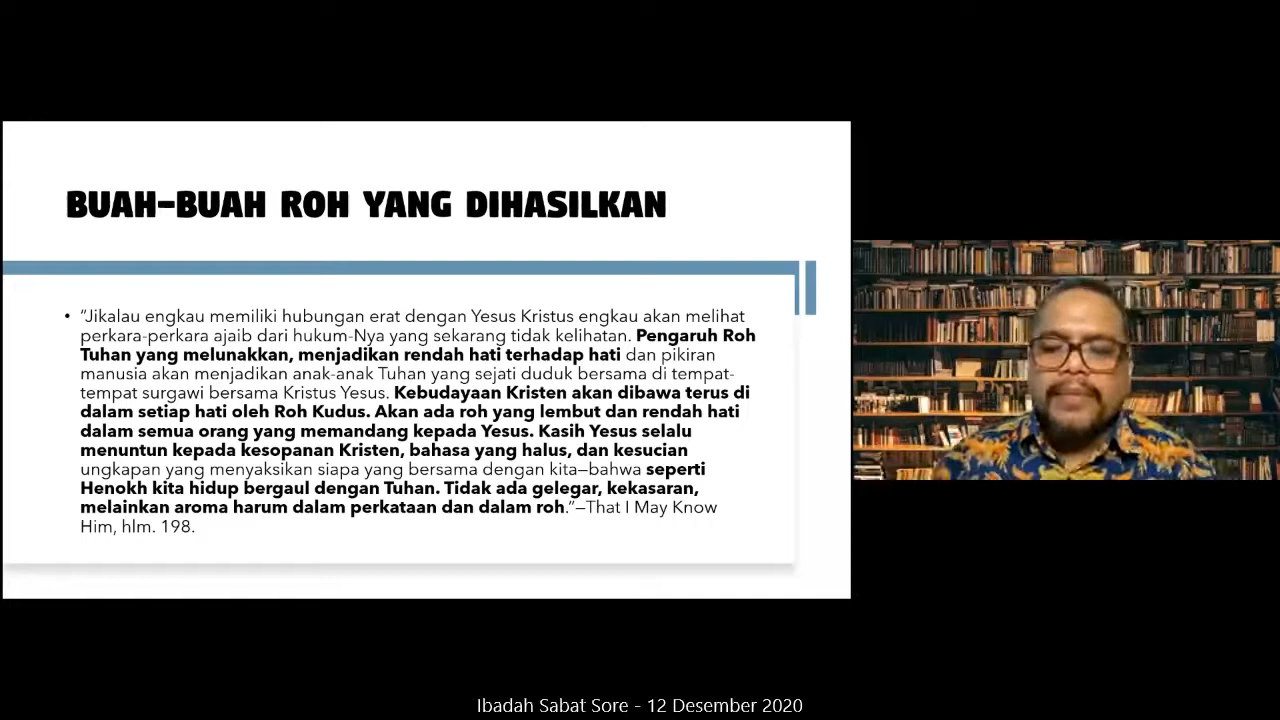 BUAH-BUAH ROH YANG DIHASILKAN
• “Jikalau engkau memiliki hubungan erat dengan Yesus Kristus engkau akan melihat
perkara-perkara ajaib dari hukum-Nya yang sekarang tidak kelihatan. Pengaruh Roh
Tuhan yang melunakkan, menjadikan rendah hati terhadap hati dan pikiran
manusia akan menjadikan anak-anak Tuhan yang sejati duduk bersama di tempat-
tempat surgawi bersama Kristus Yesus. Kebudayaan Kristen akan dibawa terus di
dalam setiap hati oleh Roh Kudus. Akan ada roh yang lembut dan rendah hati
dalam semua orang yang memandang kepada Yesus. Kasih Yesus selalu
menuntun kepada kesopanan Kristen, bahasa yang halus, dan kesucian
ungkapan yang menyaksikan siapa yang bersama dengan kita—bahwa seperti
Henokh kita hidup bergaul dengan Tuhan. Tidak ada gelegar, kekasaran,
melainkan aroma harum dalam perkataan dan dalam roh.”—That I May Know
Him, hlm. 198.
Ibadah Sabat Sore - 12 Desember 2020